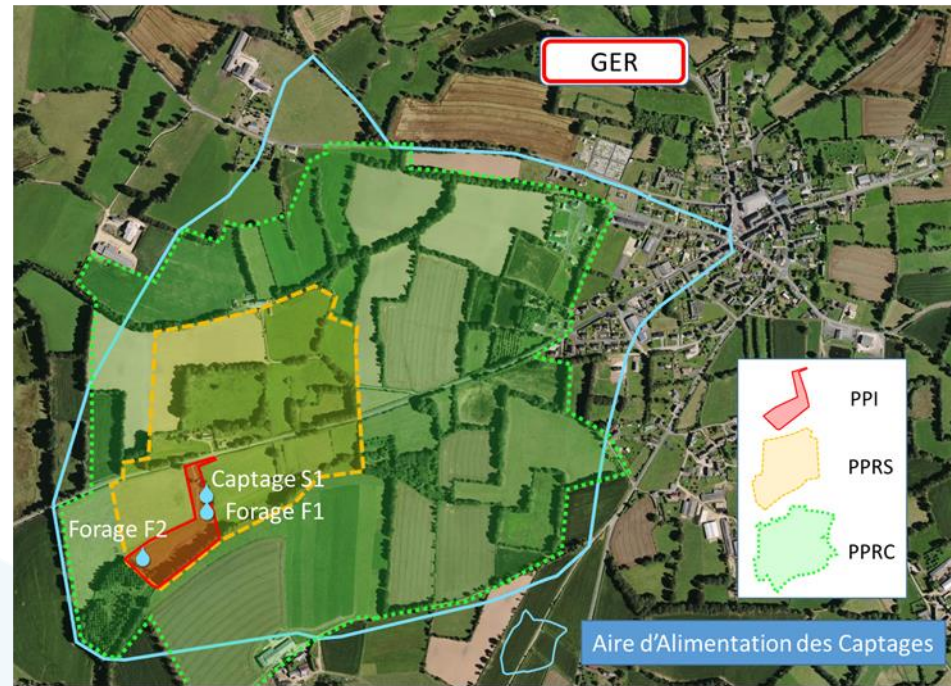 GER
Captage S1
Forage F1
Forage F2
PPI
PPRS
PPRC
Aire d'Alimentation des Captages